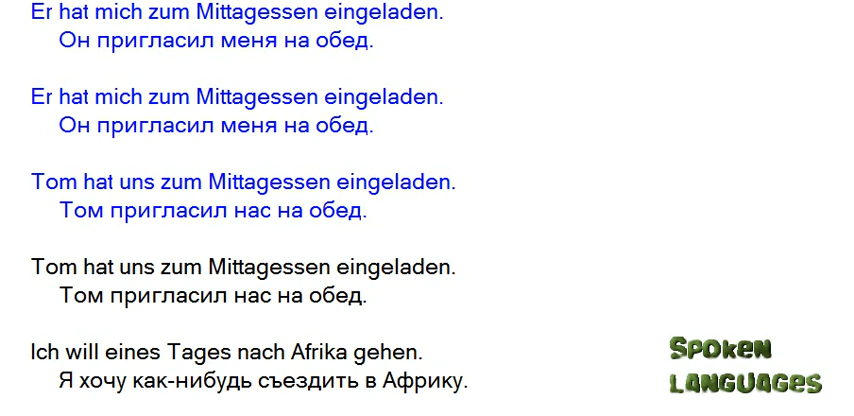 Er hat mich zum Mittagessen eingeladen.
Он пригласил меня на обед.
Er hat mich zum Mittagessen eingeladen.
Он пригласил меня на обед.
Tom hat uns zum Mittagessen eingeladen.
Том пригласил нас на обед.
Tom hat uns zum Mittagessen eingeladen.
Том пригласил нас на обед.
Ich will eines Tages nach Afrika gehen.
Я хочу как-нибудь съездить в Африку.
Spoken
Languages